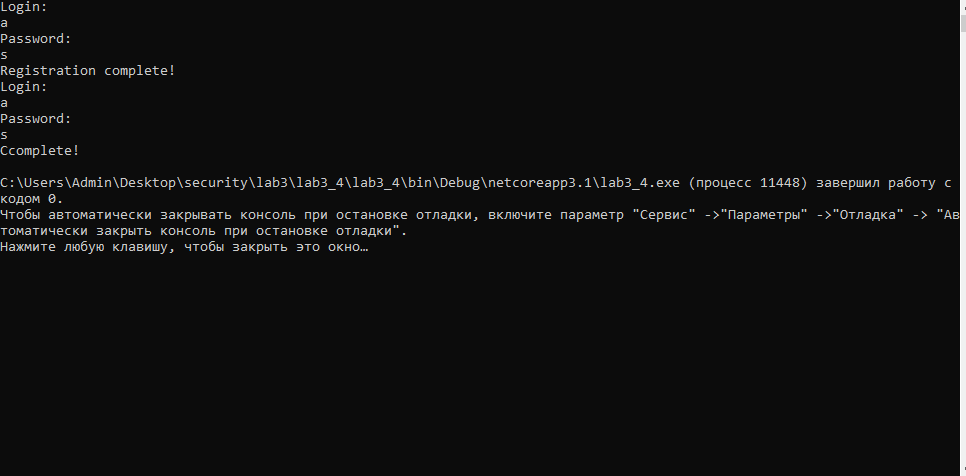 Login:
a
Password:
s
Registration complete!
Login:
a
Password:
s
Ccomplete!
C:\Users\Admin\Desktop\security\lab3\lab3_4\lab3_4\bin\Debug\netcoreapp3.1\lab3_4.exe (процесс 11448) завершил работу с
кодом 0.
Чтобы автоматически закрывать консоль при остановке отладки, включите параметр "Сервис" ->"Параметры" ->"Отладка" -> "Ав
томатически закрыть консоль при остановке отладки".
Нажмите любую клавишу, чтобы закрыть это окно…